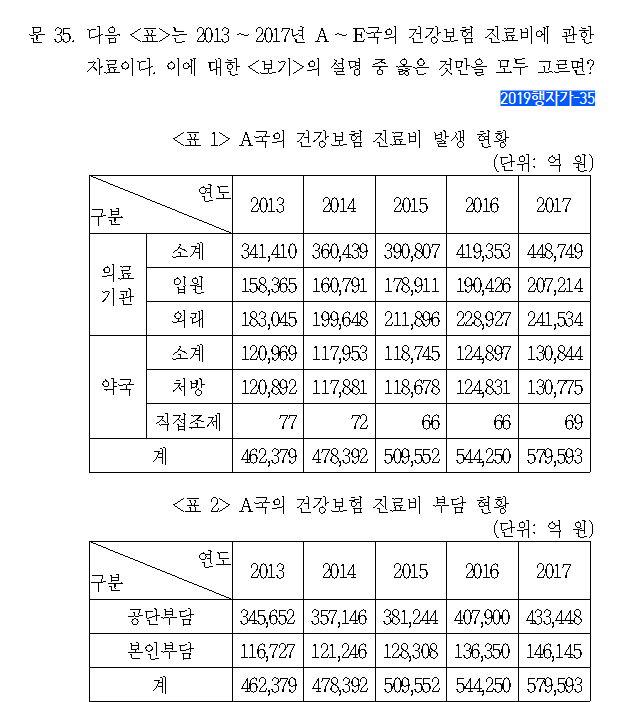 문 35. 다음 <표>는 2013 ~ 2017년 A ~ E국의 건강보험 진료비에 관한
자료이다. 이에 대한 <보기>의 설명 중 옳은 것만을 모두 고르면?
2019행자가-35
<표 1> A국의 건강보험 진료비 발생 현황
(단위: 억 원)
구분 연도 2013 2014 2015 2016 2017
의료기관 소계 341,410 360,439 390,807 419,353 448,749
입원 158,365 160,791 178,911 190,426 207,214
외래 183,045 199,648 211,896 228,927 241,534
약국 소계 120,969 117,953 118,745 124,897 130,844
처방 120,892 117,881 118,678 124,831 130,775
직접조제 77 72 66 66 69
계 462,379 478,392 509,552 544,250 579,593
<표 2> A국의 건강보험 진료비 부담 현황
(단위: 억 원)
구분 연도 2013 2014 2015 2016 2017
공단부담 345,652 357,146 381,244 407,900 433,448
본인부담 116,727 121,246 128,308 136,350 146,145
계 462,379 478,392 509,552 544,250 579,593